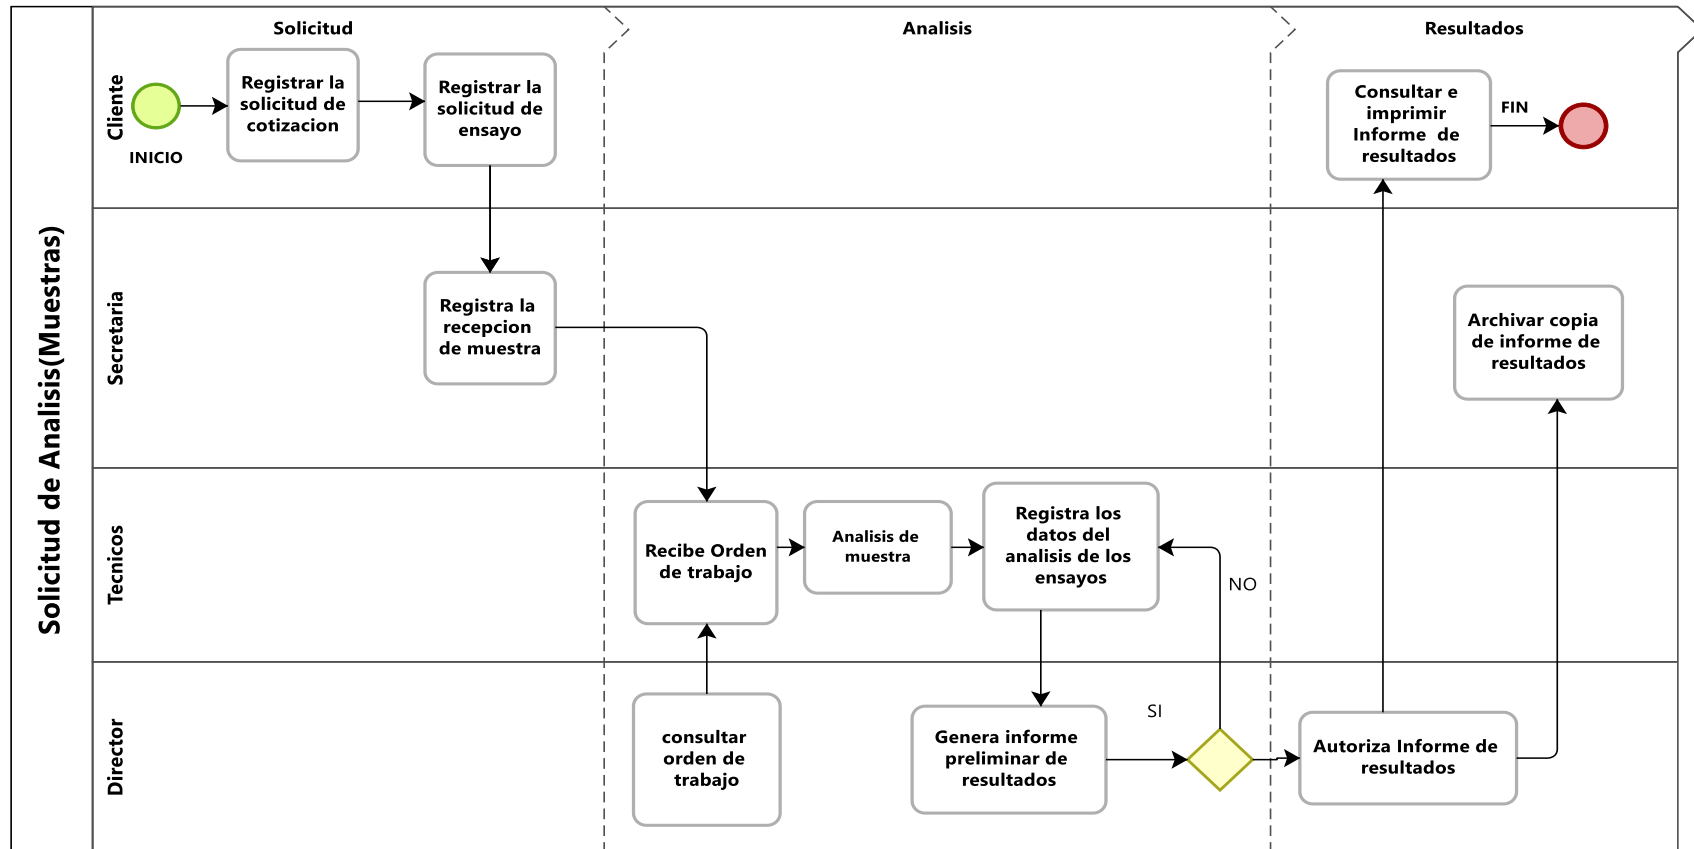 Solicitud de Analisis(Muestras)
Solicitud
Analisis
Resultados
Cliente
INICIO
Registrar la
solicitud de
cotizacion
Registrar la
solicitud de
ensayo
Consultar e
imprimir
Informe de
resultados
FIN
Secretaria
Registra la
recepcion
de muestra
Archivar copia
de informe de
resultados
Tecnicos
Recibe Orden
de trabajo
Analisis de
muestra
Registra los
datos del
analisis de los
ensayos
NO
Director
consultar
orden de
trabajo
Genera informe
preliminar de
resultados
SI
Autoriza Informe de
resultados